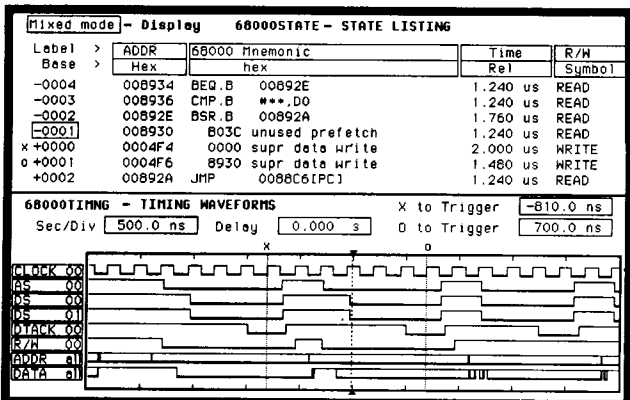 Mixed mode - Display 68000STATE - STATE LISTING
Label > ADDR 68000 Mnemonic Time R/W
Base > Hex hex Rel Symbol
-0004 008934 BEQ.B 00892E 1.240 us READ
-0003 008936 CMP.B #**,D0 1.240 us READ
-0002 00892E BSR.B 00892A 1.760 us READ
-0001 008930 B03C unused prefetch 1.240 us READ
x +0000 0004F4 0000 supr data write 2.000 us WRITE
o +0001 0004F6 8930 supr data write 1.480 us WRITE
+0002 00892A JMP 0088C6[PC] 1.240 us READ
68000TIMNG - TIMING WAVEFORMS X to Trigger -810.0 ns
Sec/Div 500.0 ns Delay 0.000 s O to Trigger 700.0 ns
X O
CLOCK 00
AS 00
DS 00
DS 01
DTACK 00
R/W 00
ADDR all
DATA all